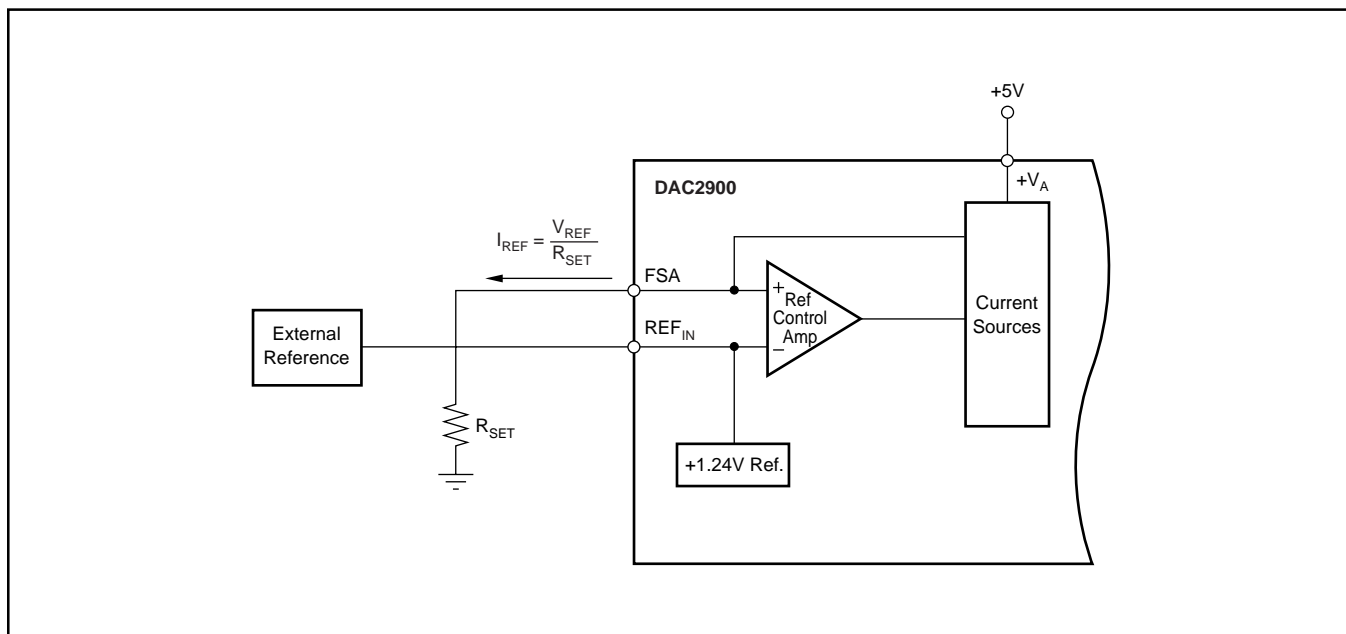 +5V
DAC2900
+V_A
I_REF = V_REF / R_SET
FSA
+
Ref
Control
Amp
–
Current
Sources
External
Reference
REF_IN
R_SET
+1.24V Ref.